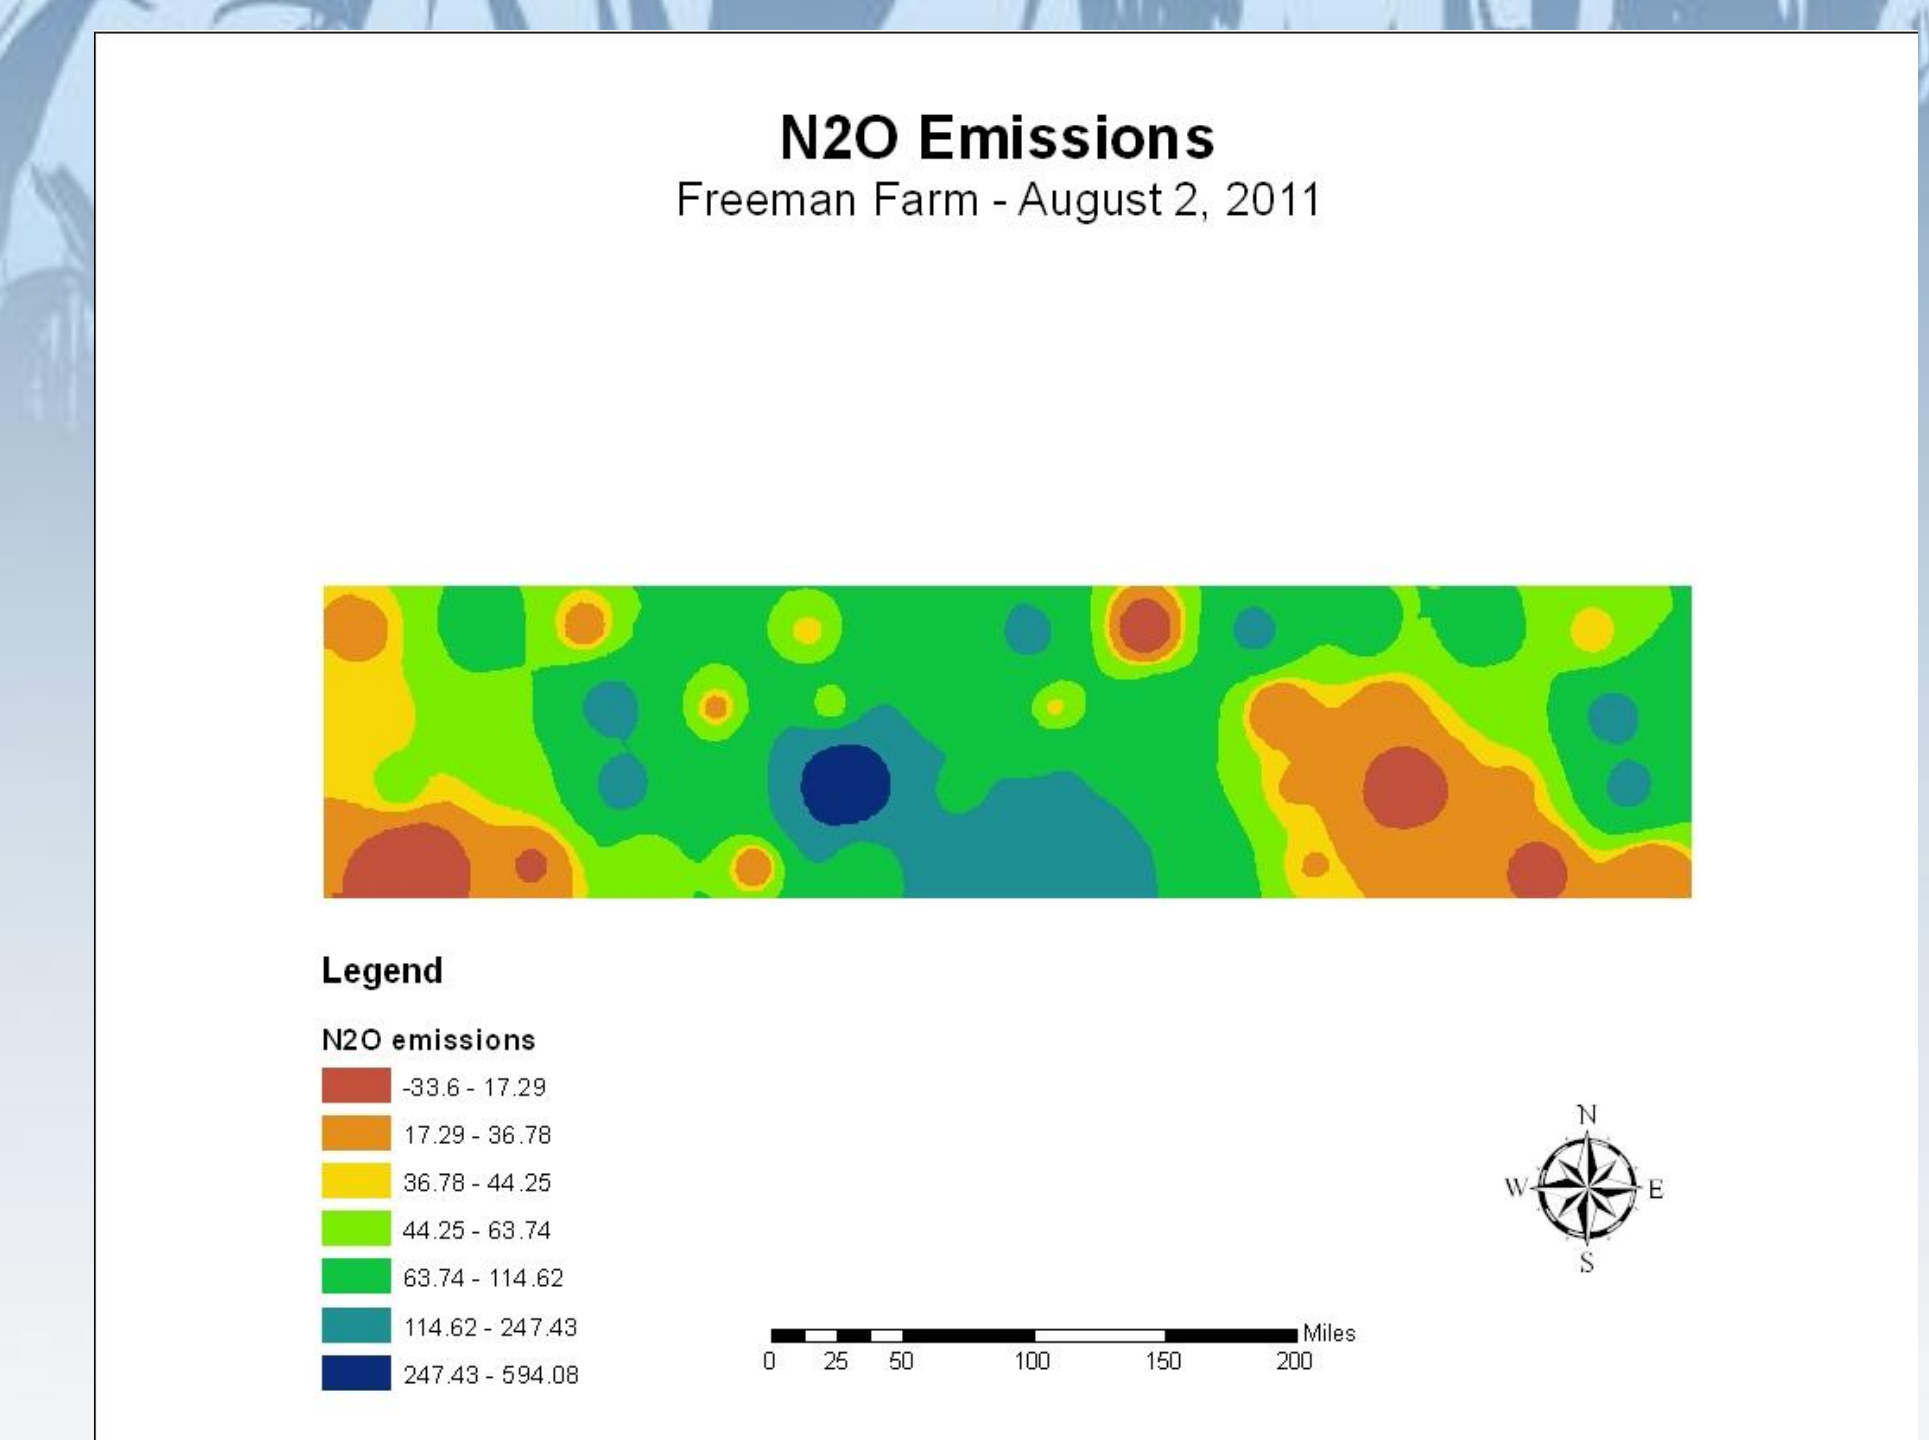 N2O Emissions
Freeman Farm - August 2, 2011
Legend
N2O emissions
-33.6 - 17.29
17.29 - 36.78
36.78 - 44.25
44.25 - 63.74
63.74 - 114.62
114.62 - 247.43
247.43 - 594.08
N
W E
S
Miles
0 25 50 100 150 200